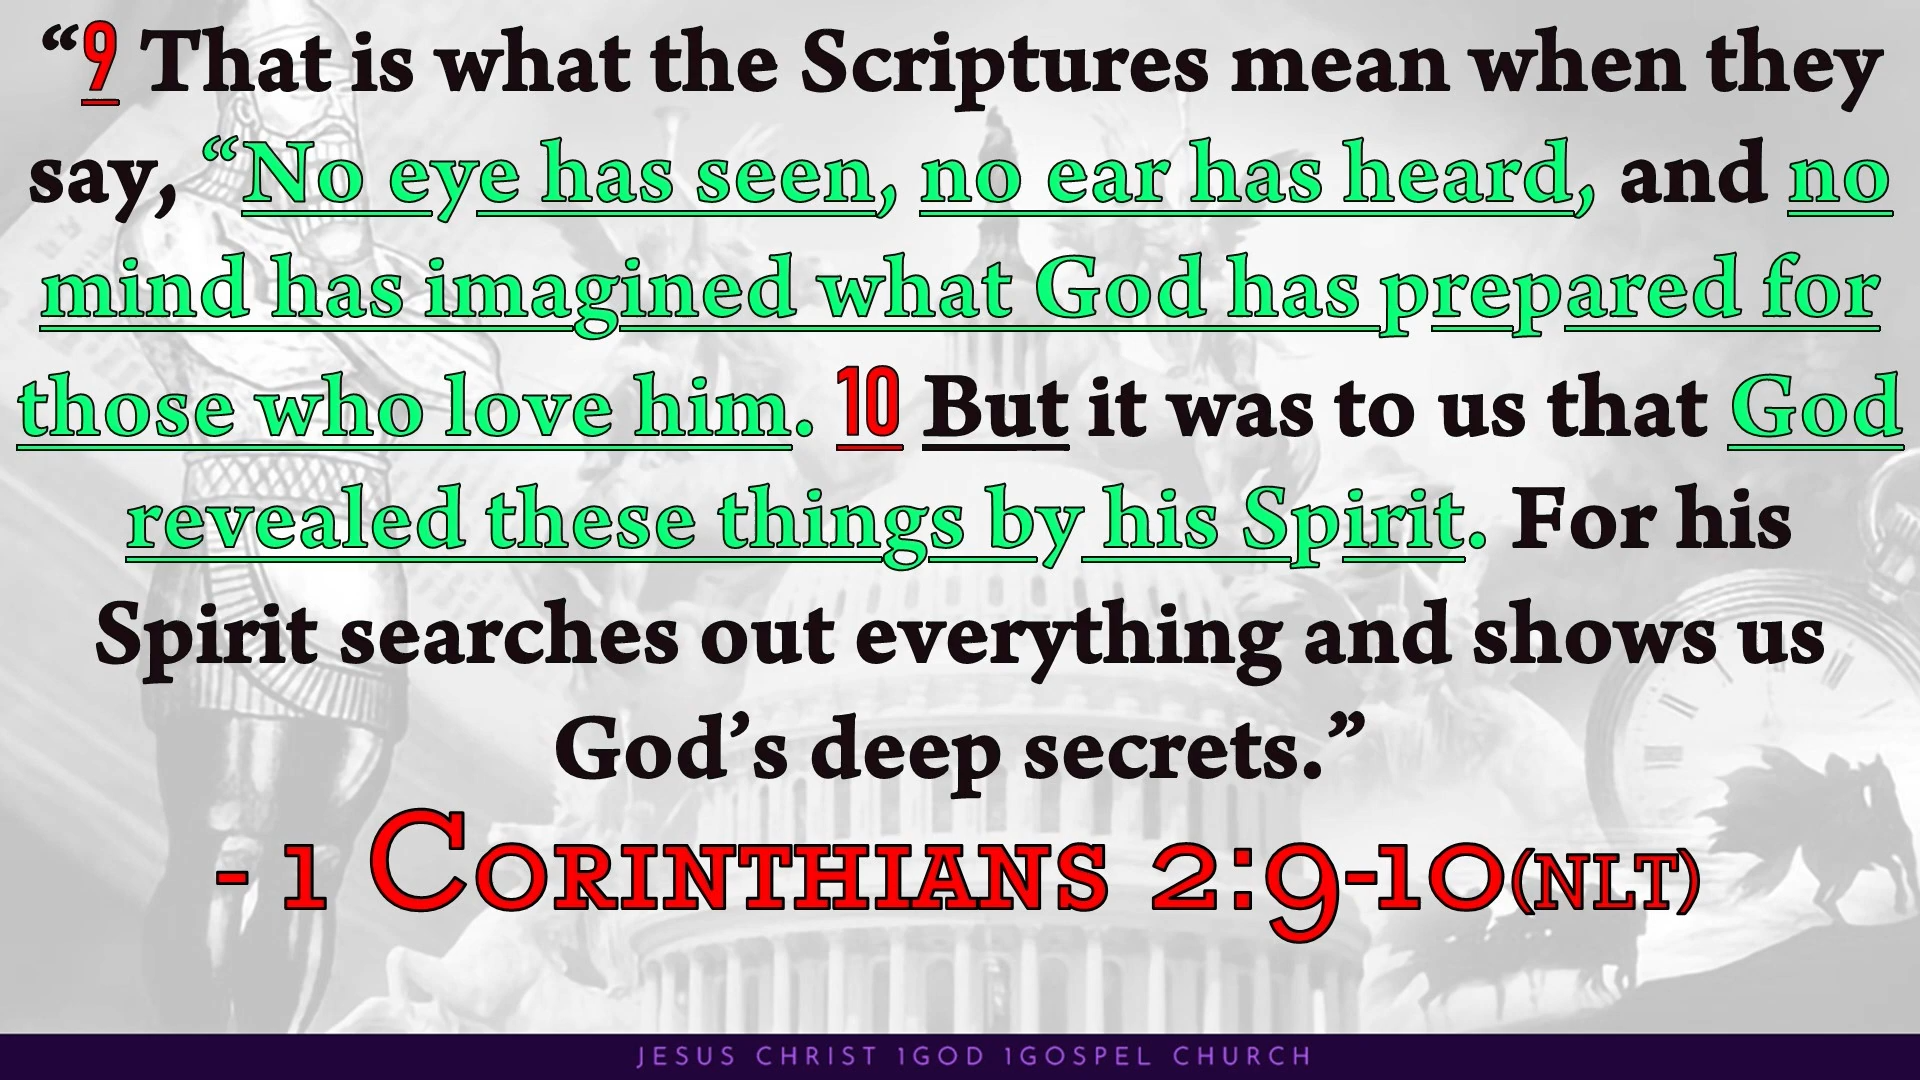 “9 That is what the Scriptures mean when they
say, “No eye has seen, no ear has heard, and no
mind has imagined what God has prepared for
those who love him. 10 But it was to us that God
revealed these things by his Spirit. For his
Spirit searches out everything and shows us
God’s deep secrets.”
- 1 Corinthians 2:9-10(NLT)
JESUS CHRIST 1GOD 1GOSPEL CHURCH